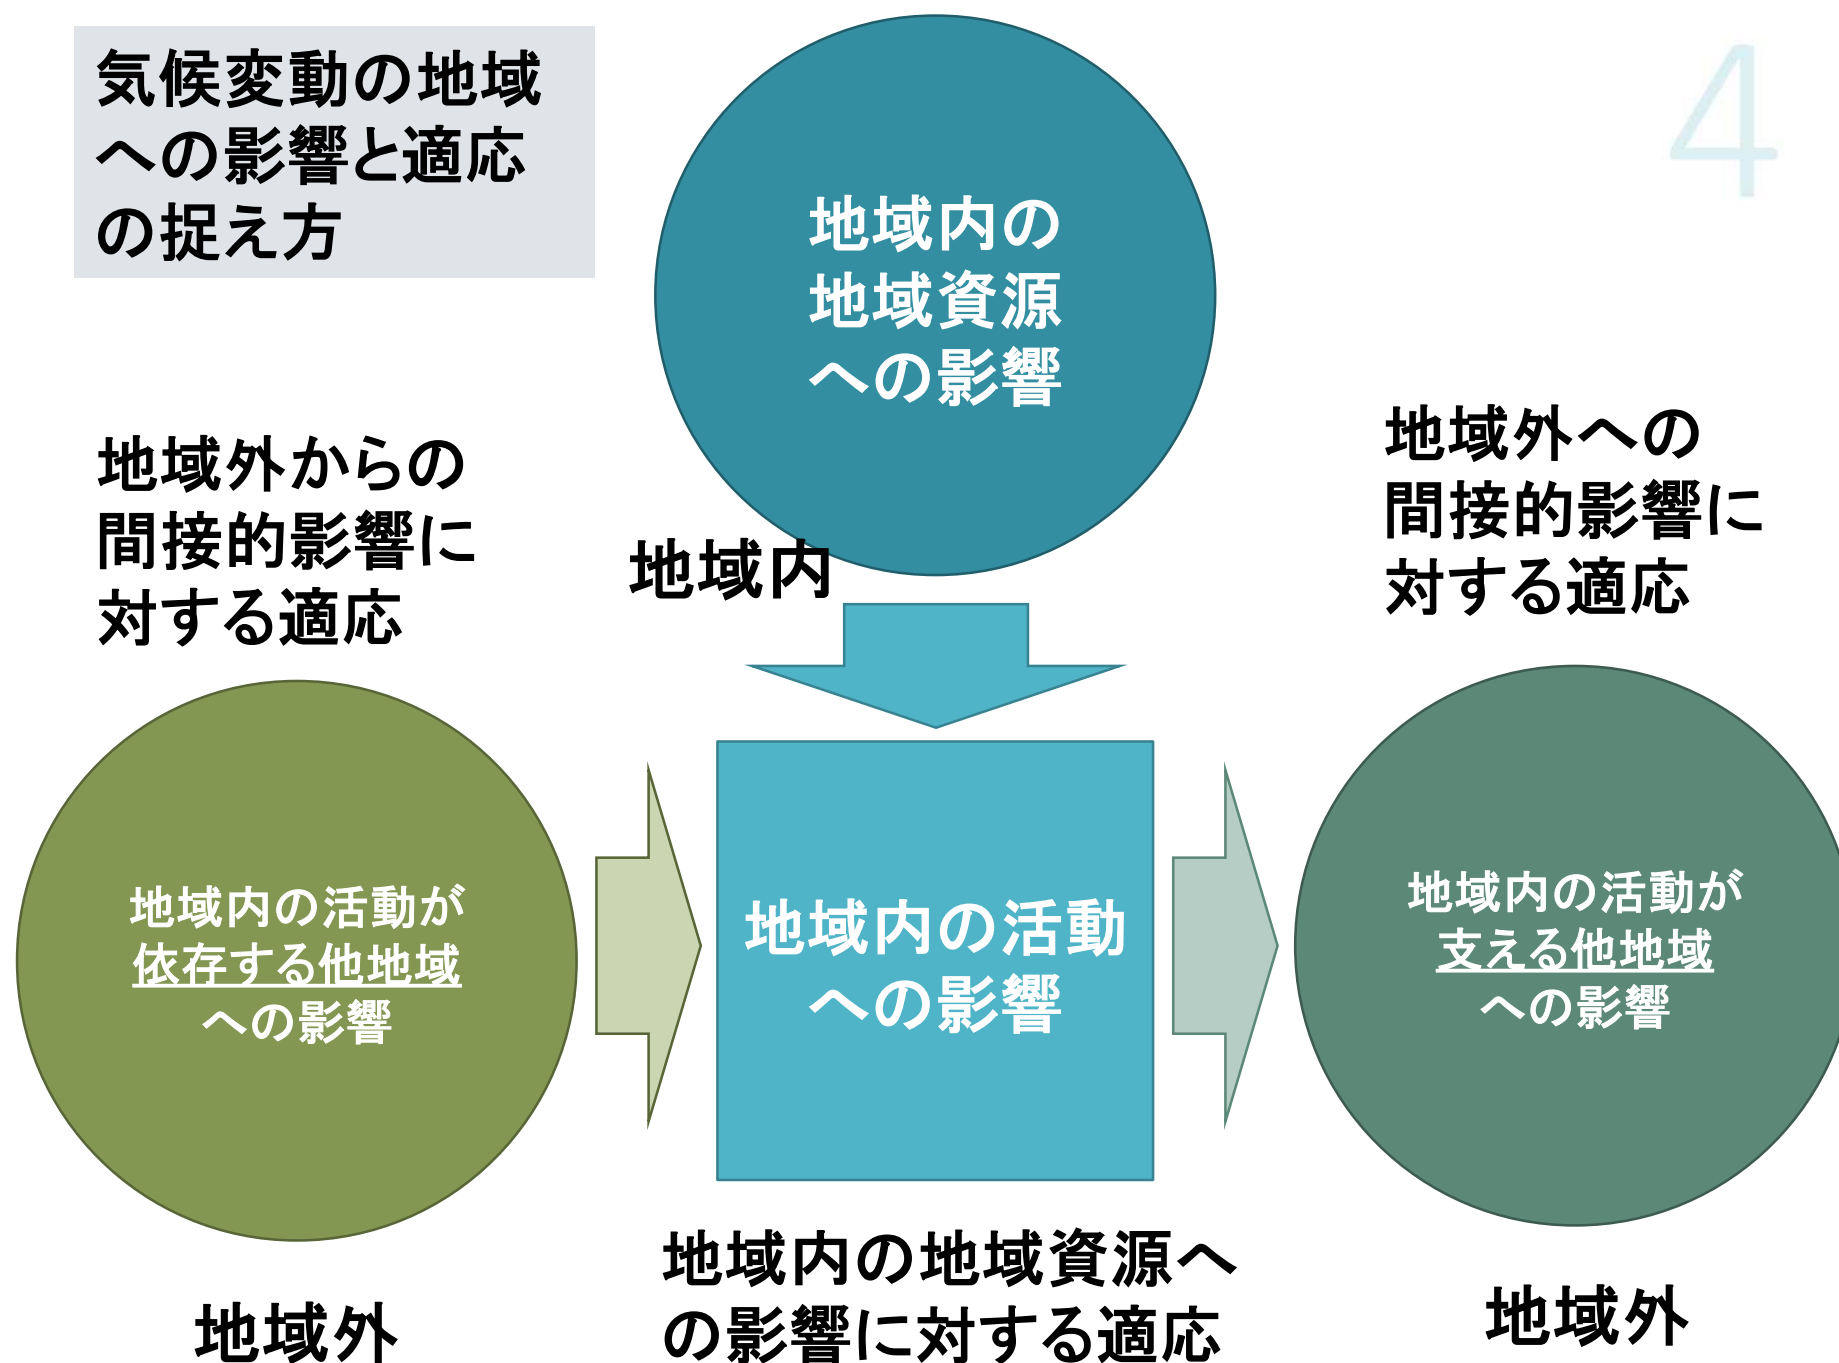 気候変動の地域
への影響と適応
の捉え方
4
地域内の
地域資源
への影響
地域内
地域外からの
間接的影響に
対する適応
地域外への
間接的影響に
対する適応
地域内の活動が
依存する他地域
への影響
地域内の活動
への影響
地域内の活動が
支える他地域
への影響
地域外
地域内の地域資源へ
の影響に対する適応
地域外